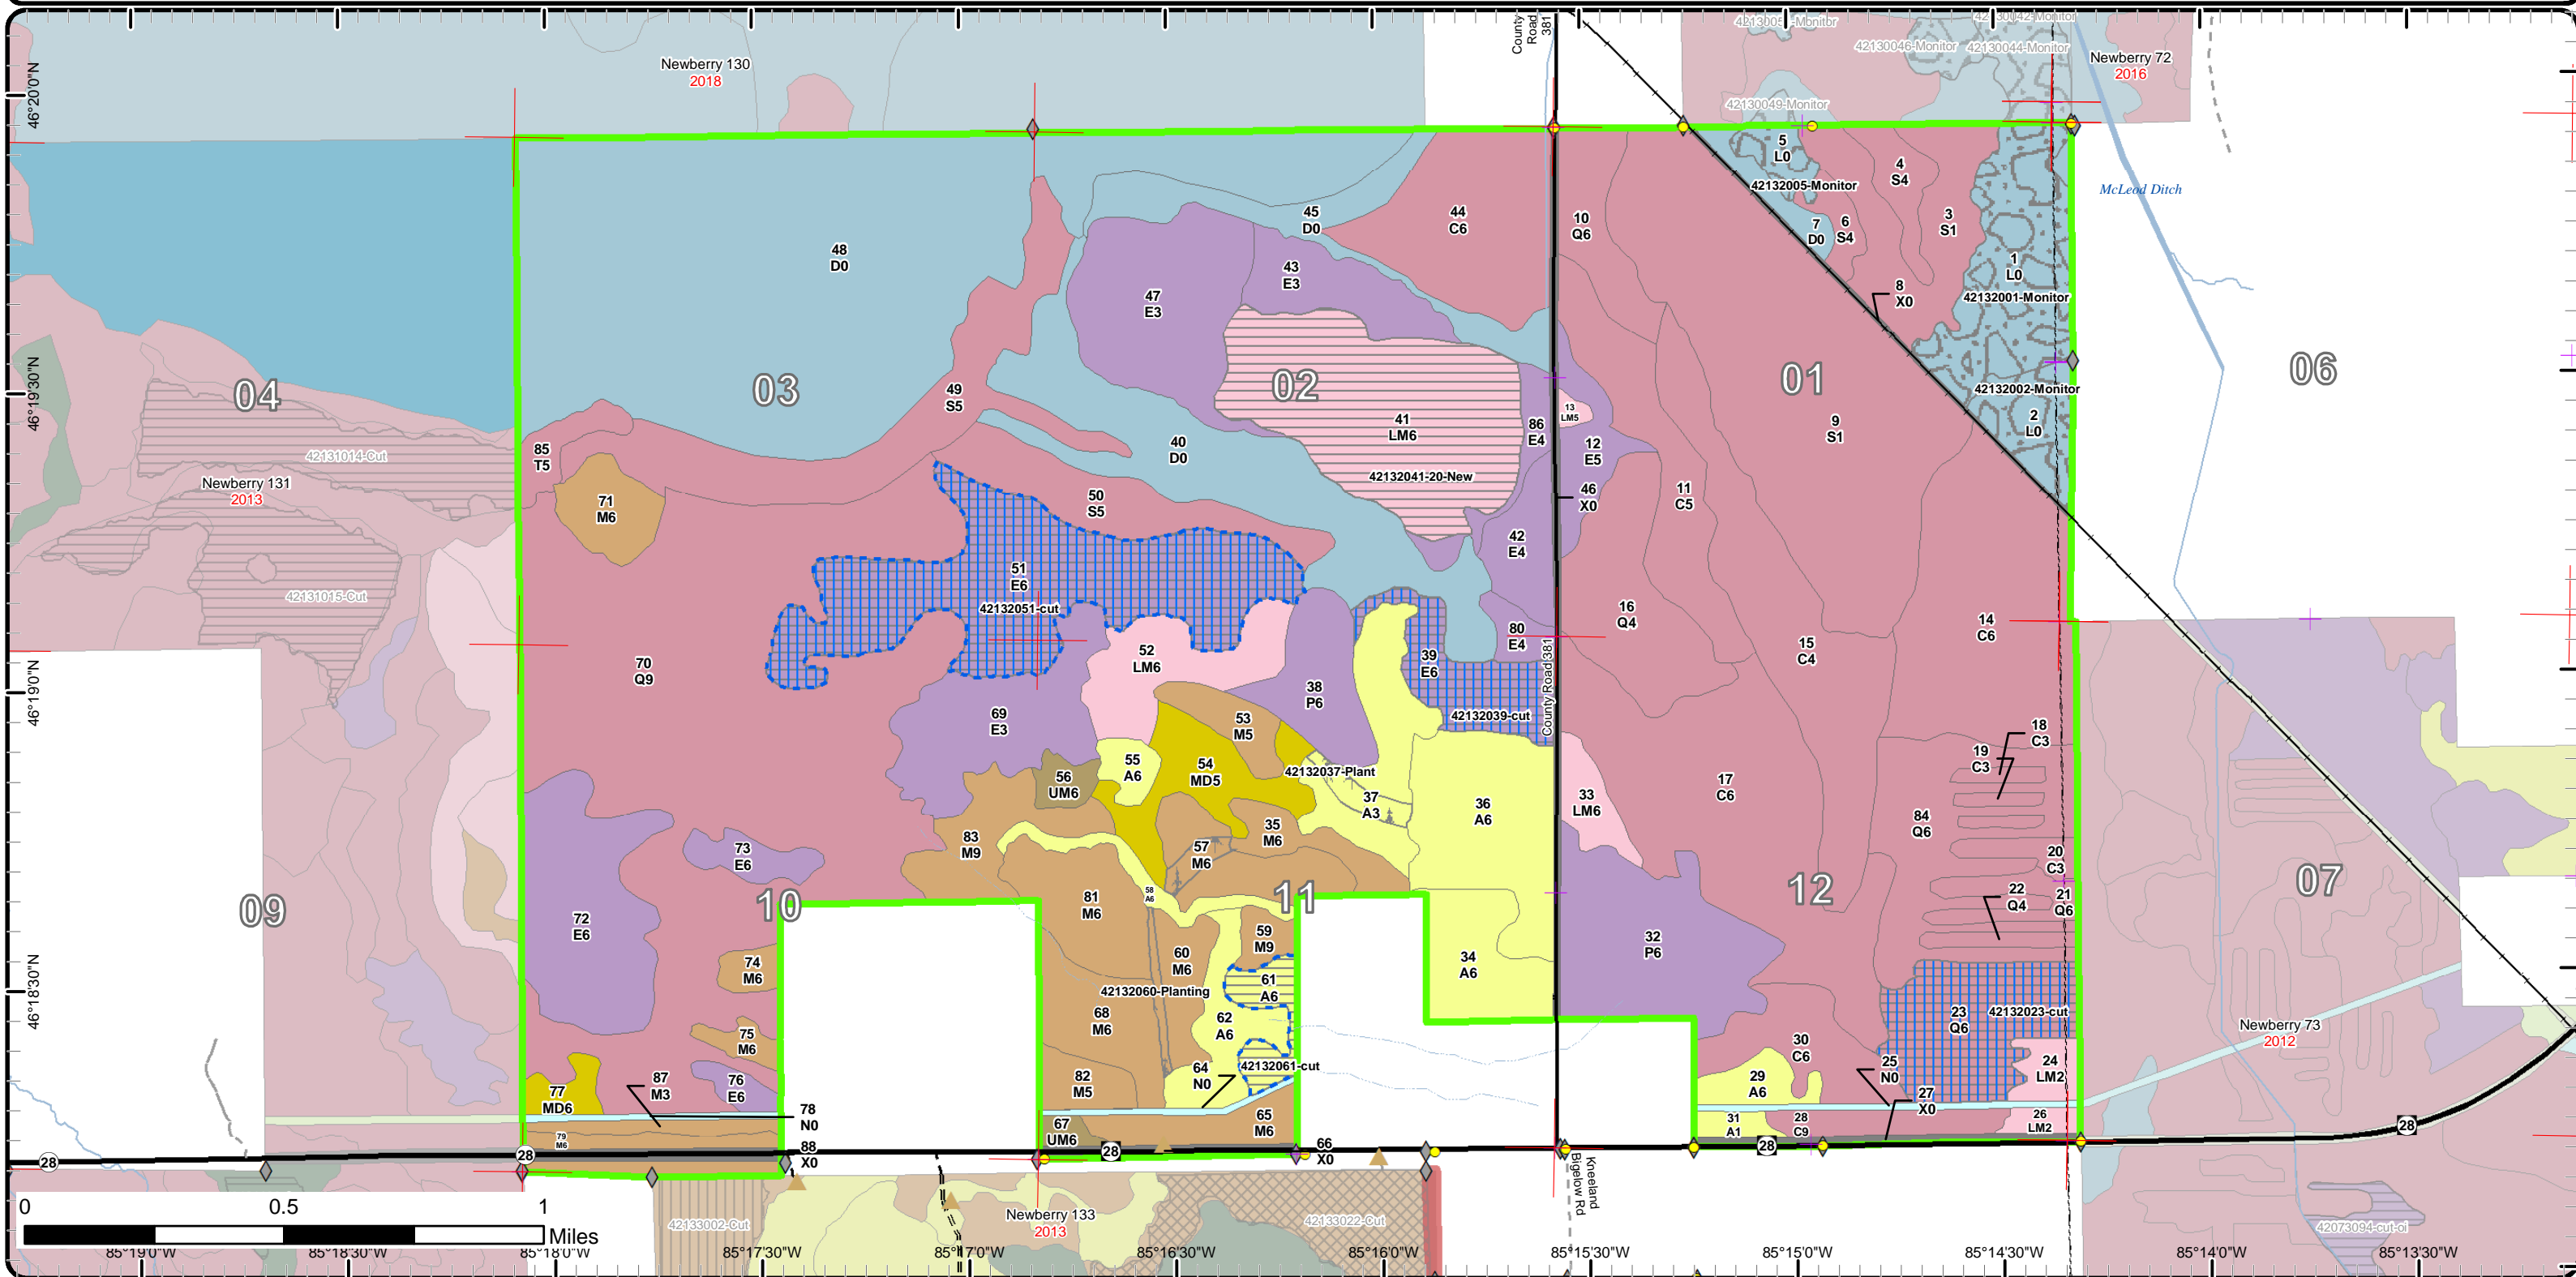 County
Road
381
42130042-Monitor
42130046-Monitor
42130044-Monitor
Newberry 130
2018
Newberry 72
2016
42130049-Monitor
46°20'0"N
5
L0
42132005-Monitor
4
S4
McLeod Ditch
45
D0
44
C6
10
Q6
7
D0
6
S4
3
S1
48
D0
43
E3
47
E3
1
L0
42132001-Monitor
8
X0
04
03
02
01
06
46°19'30"N
42132002-Monitor
49
S5
41
LM6
42132041-20-New
86
E4
13
LM5
9
S1
2
L0
12
E5
40
D0
85
T5
42131014-Cut
Newberry 131
2013
71
M6
50
S5
46
X0
11
C5
42
E4
51
E6
42132051-cut
42131015-Cut
16
Q4
14
C6
80
E4
15
C4
70
Q9
52
LM6
39
E6
38
P6
County Road 381
46°19'0"N
42132039-cut
69
E3
53
M5
18
C3
19
C3
55
A6
54
MD5
42132037-Plant
56
UM6
37
A3
36
A6
33
LM6
17
C6
84
Q6
35
M6
83
M9
57
M6
73
E6
20
C3
58
A6
81
M6
22
Q4
21
Q6
09
10
11
12
07
72
E6
59
M9
32
P6
74
M6
60
M6
34
A6
46°18'30"N
42132060-Planting
61
A6
23
Q6
42132023-cut
68
M6
62
A6
75
M6
Newberry 73
2012
30
C6
42132061-cut
64
N0
25
N0
24
LM2
29
A6
82
M5
87
M3
76
E6
77
MD6
27
X0
78
N0
31
A1
28
C9
26
LM2
67
UM6
65
M6
79
M6
28
28
28
28
28
88
X0
66
X0
Kneeland
Bigelow Rd
0
0.5
1
Miles
Newberry 133
2013
42133002-Cut
42133022-Cut
42073094-cut-oi
85°19'0"W
85°18'30"W
85°18'0"W
85°17'30"W
85°17'0"W
85°16'30"W
85°16'0"W
85°15'30"W
85°15'0"W
85°14'30"W
85°14'0"W
85°13'30"W